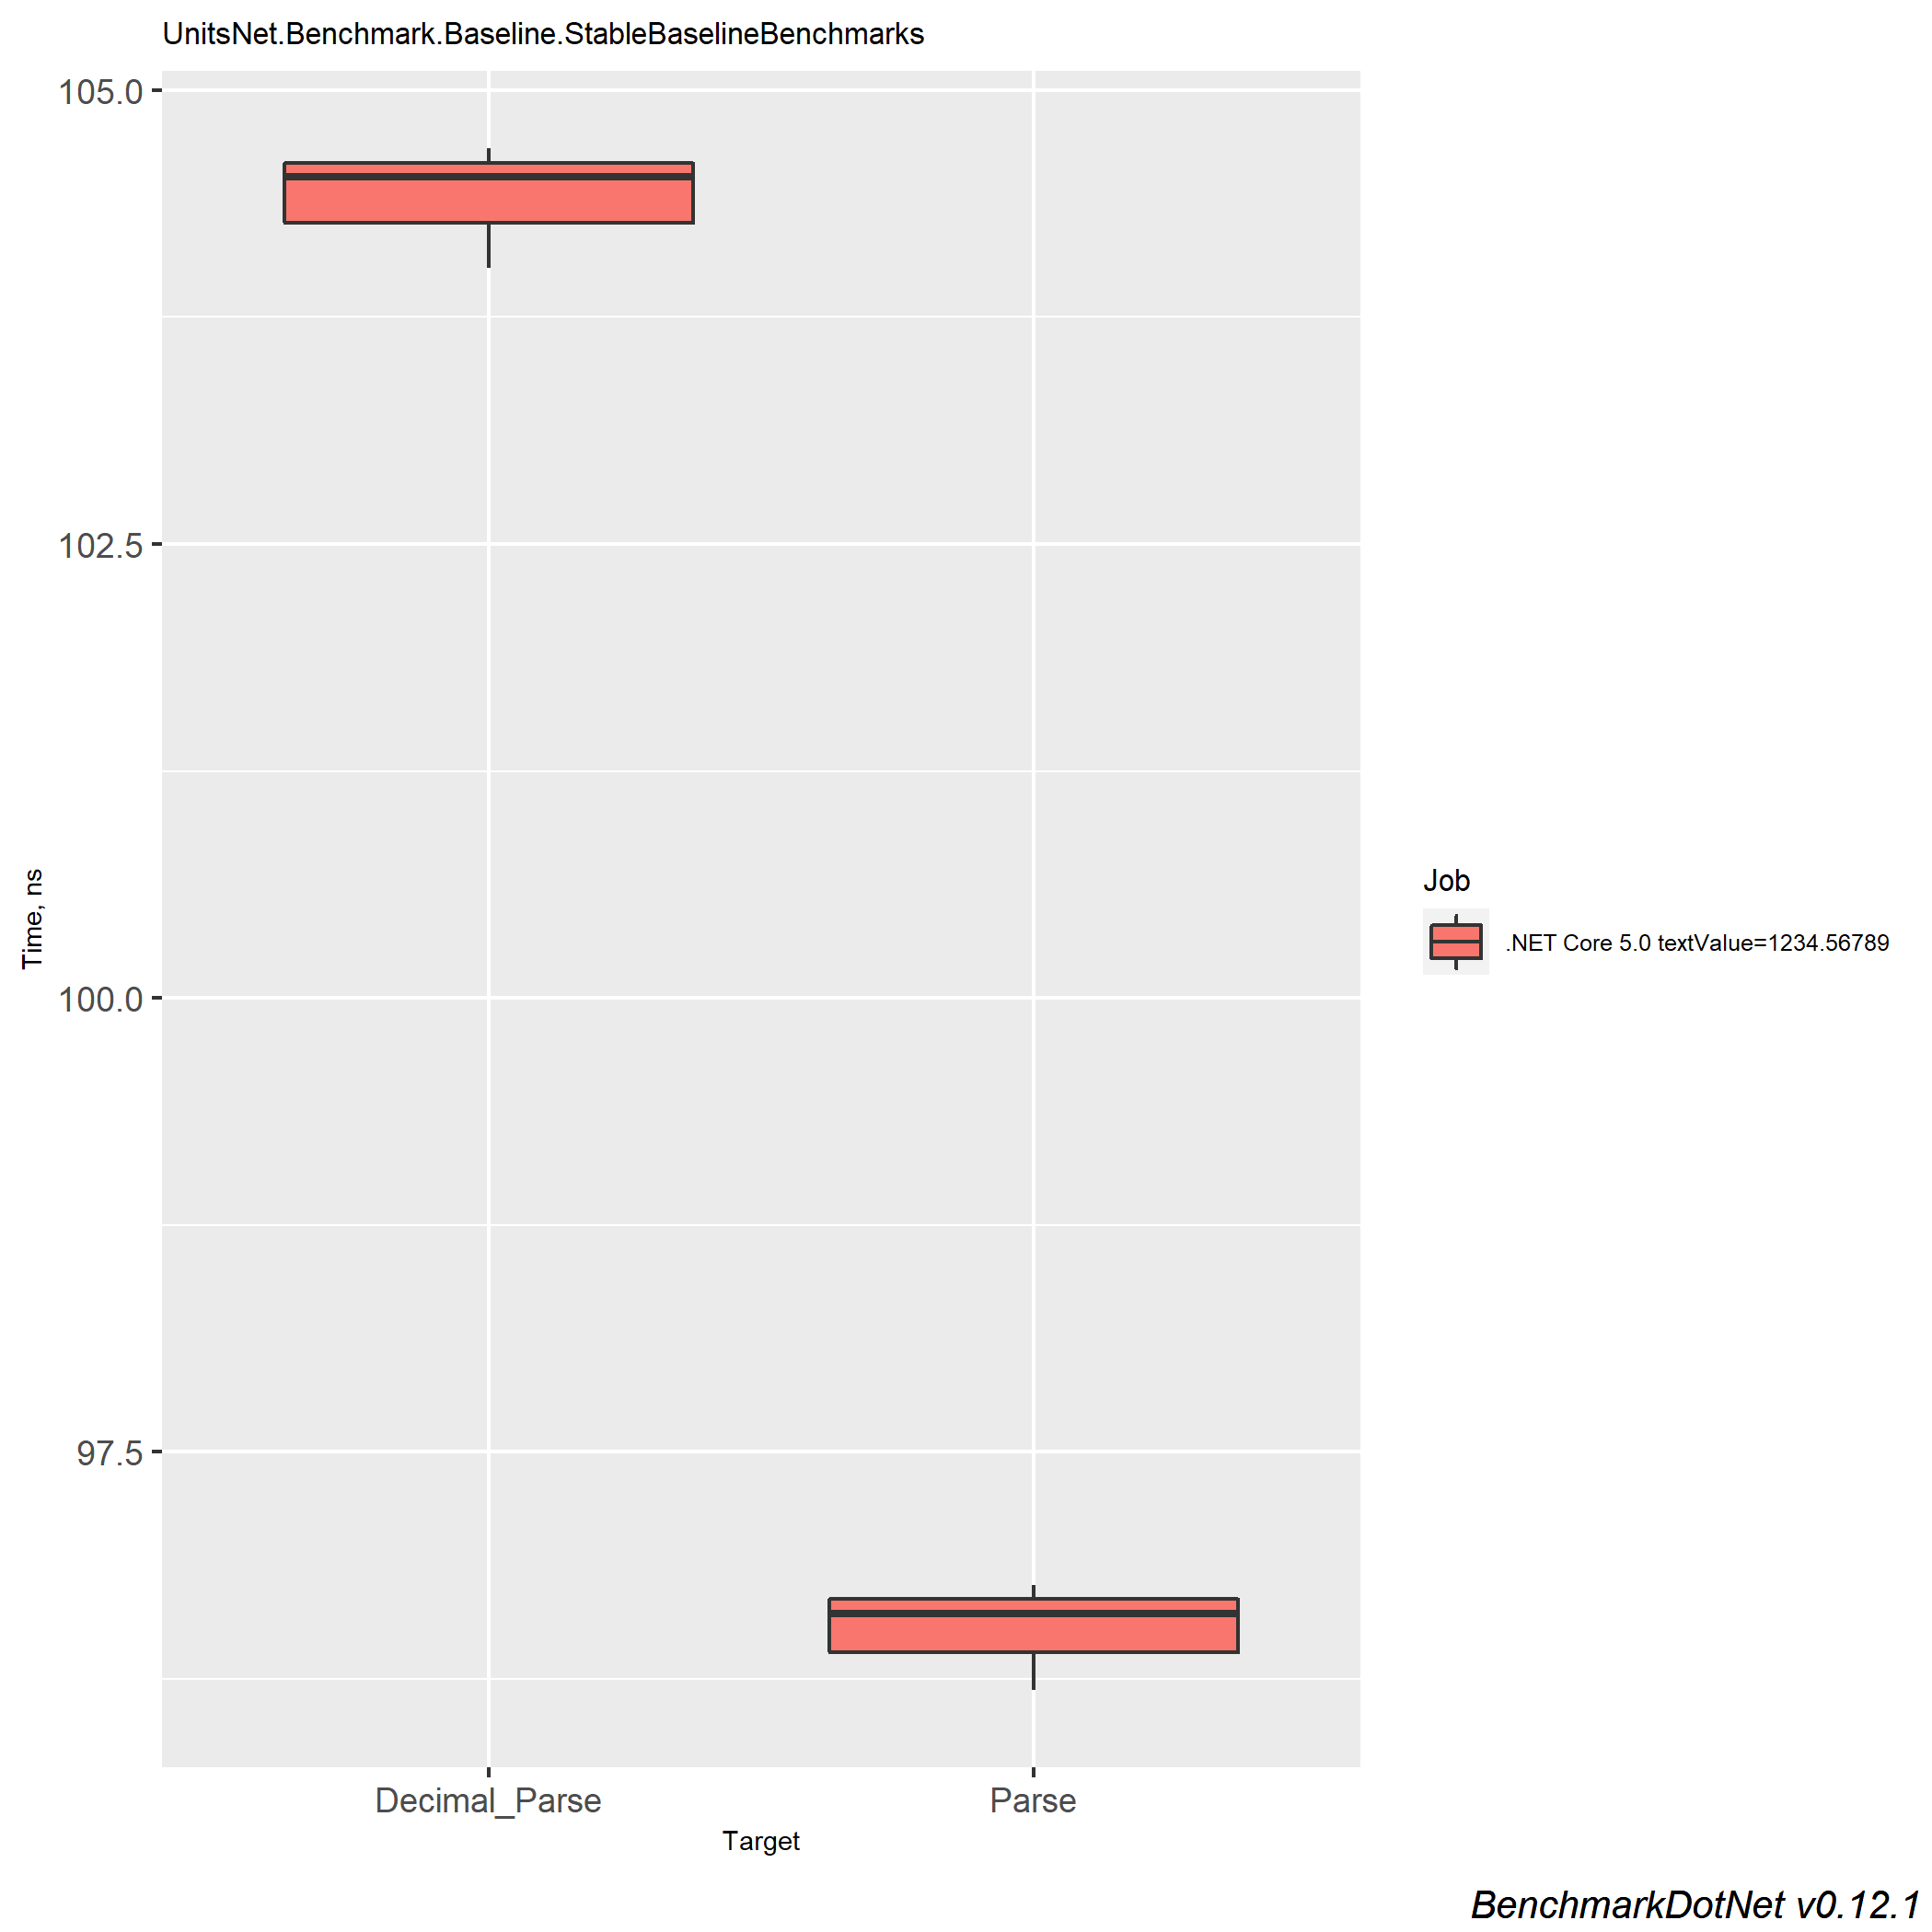 UnitsNet.Benchmark.Baseline.StableBaselineBenchmarks
105.0
102.5
100.0
97.5
Time, ns
Decimal_Parse
Parse
Target
Job
.NET Core 5.0 textValue=1234.56789
BenchmarkDotNet v0.12.1